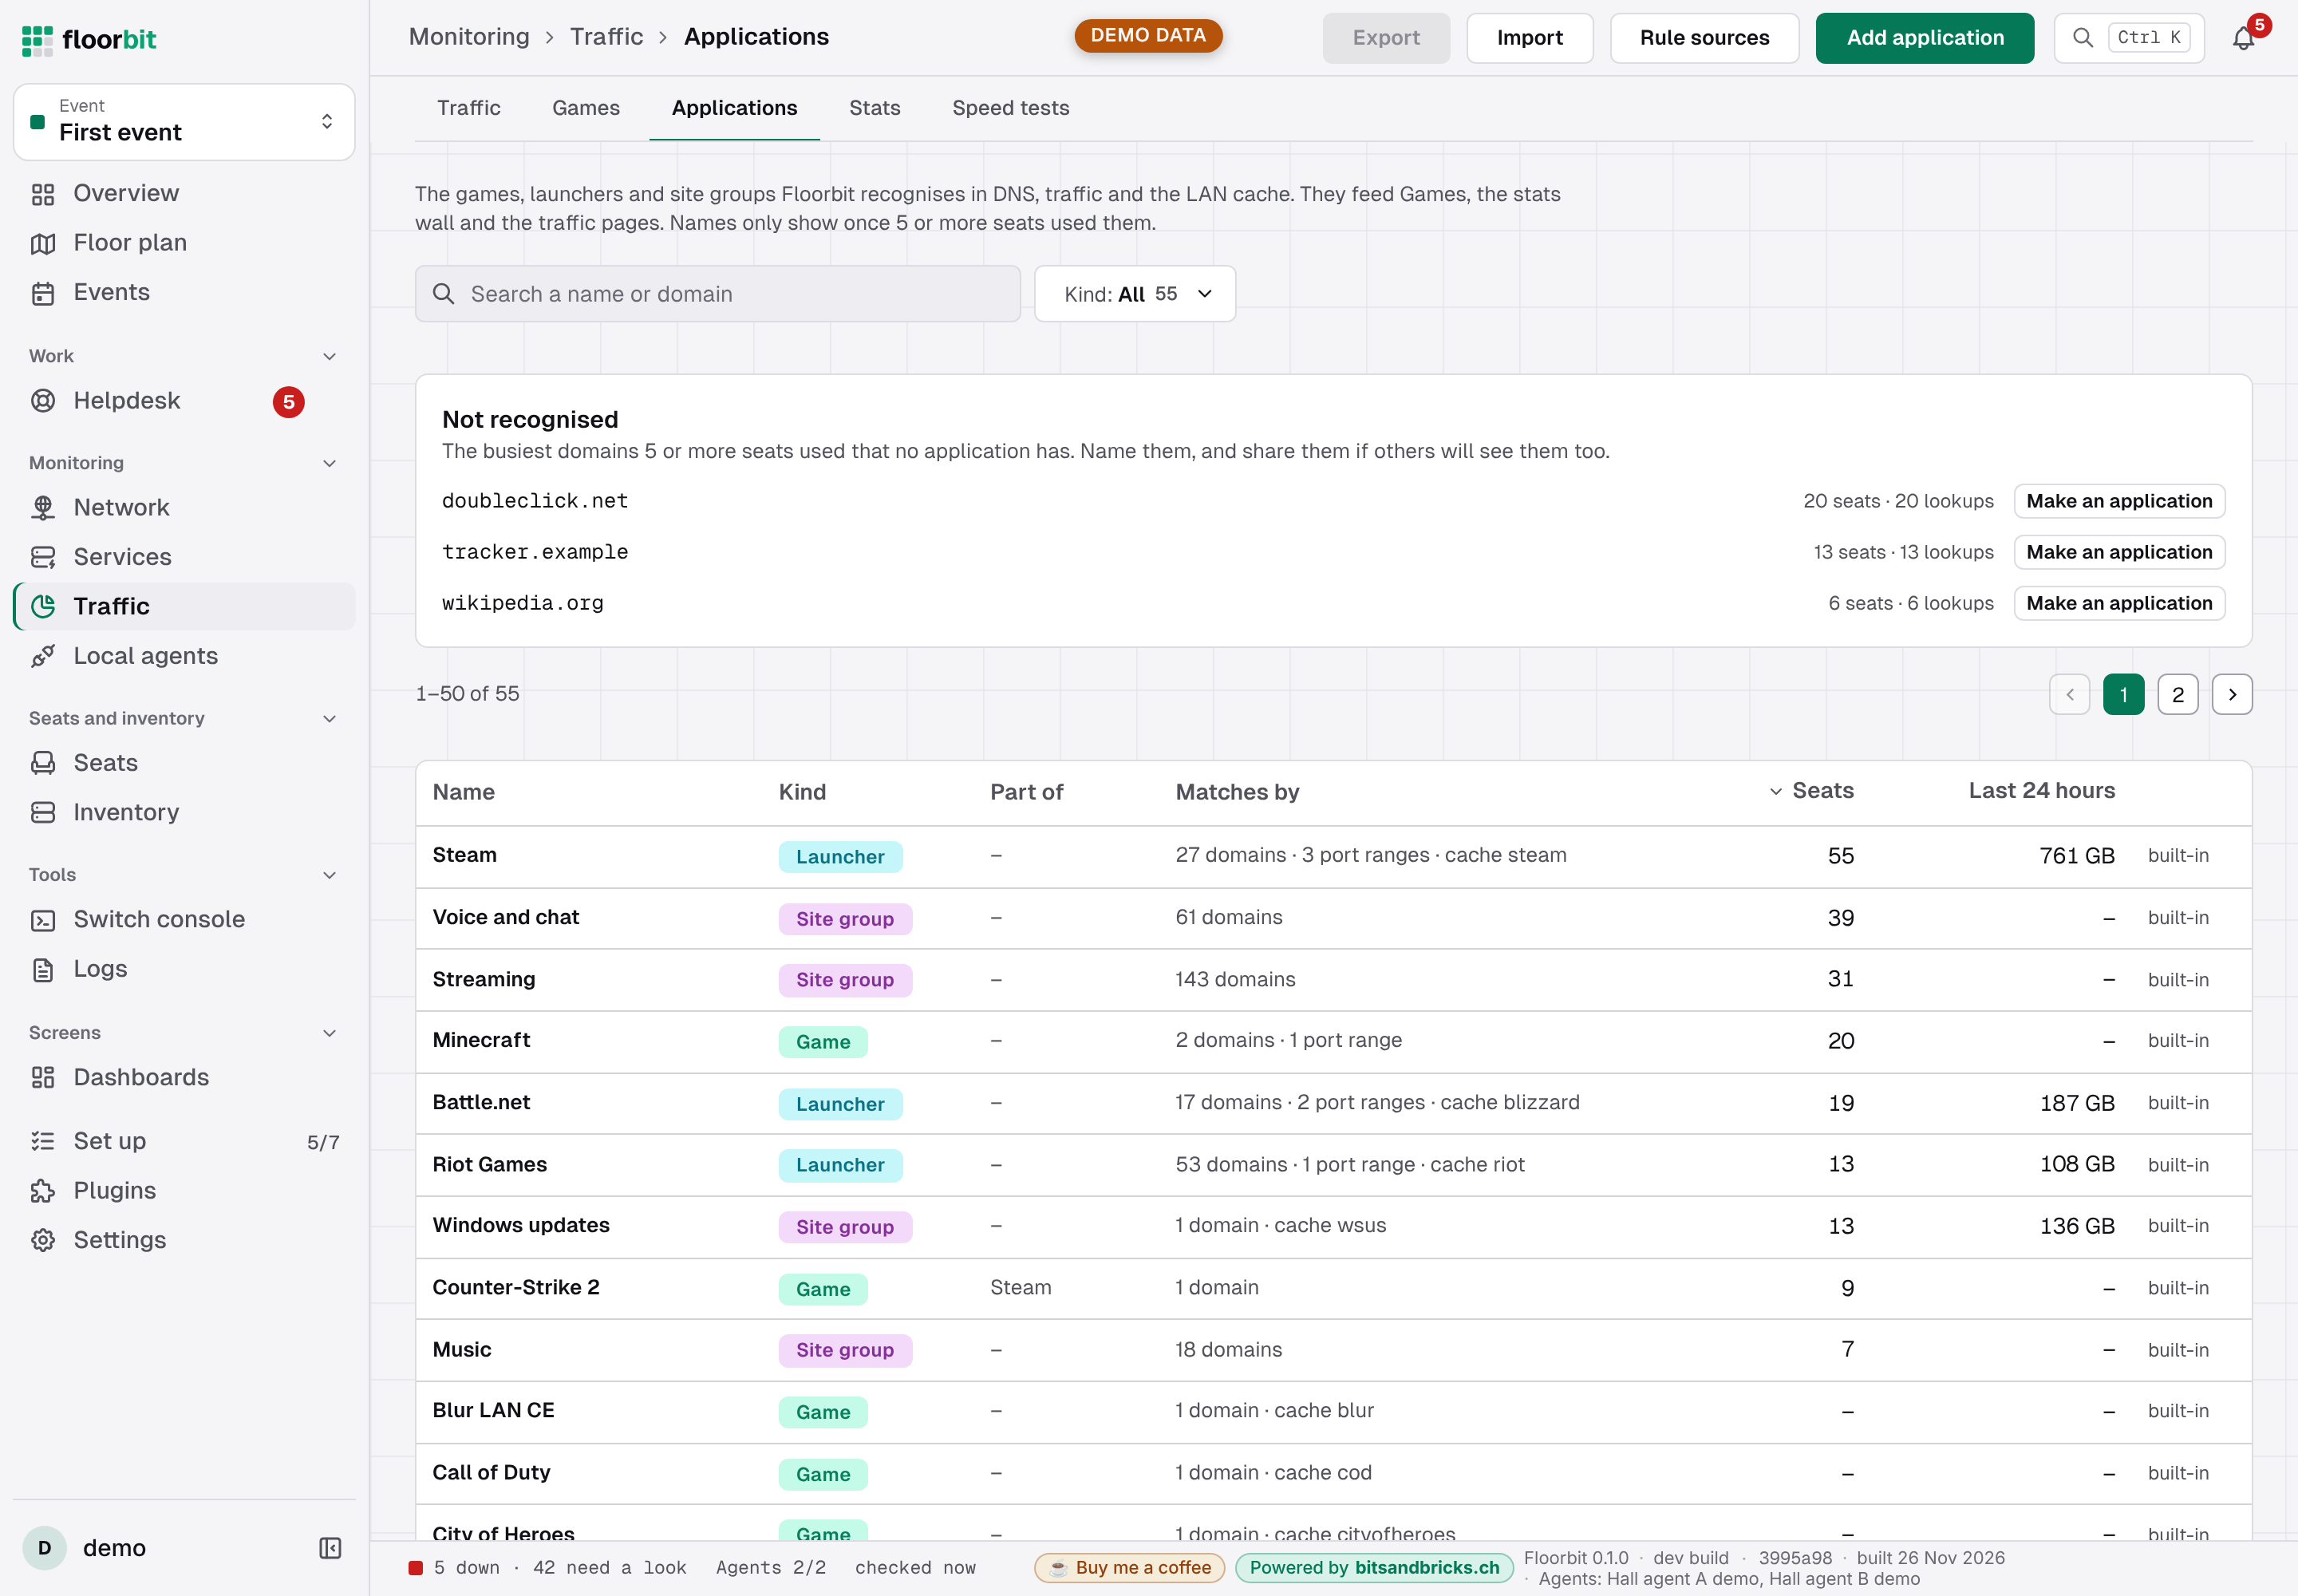 floorbit
Monitoring > Traffic > Applications
DEMO DATA
Export
Import
Rule sources
Add application
Ctrl K
5
Event
First event
Overview
Floor plan
Events
Work
Helpdesk 5
Monitoring
Network
Services
Traffic
Local agents
Seats and inventory
Seats
Inventory
Tools
Switch console
Logs
Screens
Dashboards
Set up 5/7
Plugins
Settings
D demo
Traffic Games Applications Stats Speed tests
The games, launchers and site groups Floorbit recognises in DNS, traffic and the LAN cache. They feed Games, the stats
wall and the traffic pages. Names only show once 5 or more seats used them.
Search a name or domain
Kind: All 55
Not recognised
The busiest domains 5 or more seats used that no application has. Name them, and share them if others will see them too.
doubleclick.net 20 seats · 20 lookups Make an application
tracker.example 13 seats · 13 lookups Make an application
wikipedia.org 6 seats · 6 lookups Make an application
1–50 of 55
1 2
Name Kind Part of Matches by Seats Last 24 hours
Steam Launcher – 27 domains · 3 port ranges · cache steam 55 761 GB built-in
Voice and chat Site group – 61 domains 39 – built-in
Streaming Site group – 143 domains 31 – built-in
Minecraft Game – 2 domains · 1 port range 20 – built-in
Battle.net Launcher – 17 domains · 2 port ranges · cache blizzard 19 187 GB built-in
Riot Games Launcher – 53 domains · 1 port range · cache riot 13 108 GB built-in
Windows updates Site group – 1 domain · cache wsus 13 136 GB built-in
Counter-Strike 2 Game Steam 1 domain 9 – built-in
Music Site group – 18 domains 7 – built-in
Blur LAN CE Game – 1 domain · cache blur – – built-in
Call of Duty Game – 1 domain · cache cod – – built-in
City of Heroes Game – 1 domain · cache cityofheroes – – built-in
5 down · 42 need a look Agents 2/2 checked now
☕ Buy me a coffee
Powered by bitsandbricks.ch
Floorbit 0.1.0 · dev build · 3995a98 · built 26 Nov 2026
· Agents: Hall agent A demo, Hall agent B demo